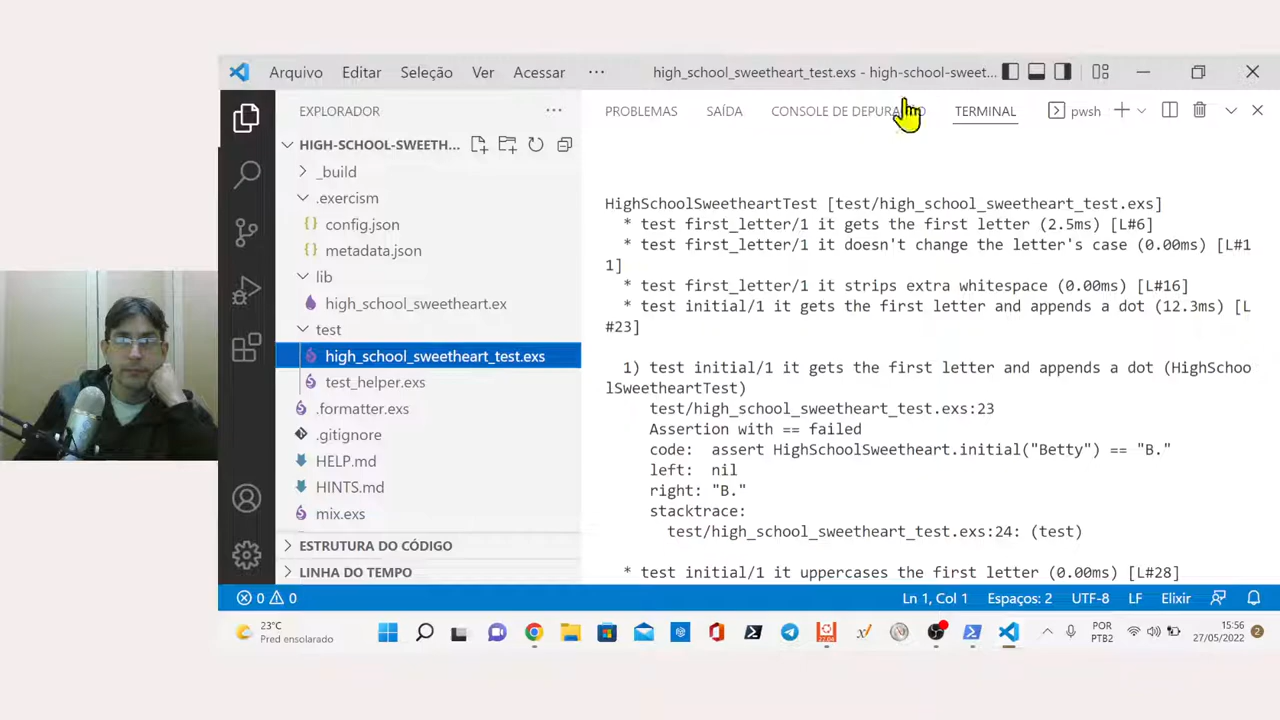 Arquivo Editar Seleção Ver Acessar ··· high_school_sweetheart_test.exs - high-school-sweet...
EXPLORADOR ···
HIGH-SCHOOL-SWEETH...
_build
.exercism
{} config.json
{} metadata.json
lib
high_school_sweetheart.ex
test
high_school_sweetheart_test.exs
test_helper.exs
.formatter.exs
.gitignore
HELP.md
HINTS.md
mix.exs
ESTRUTURA DO CÓDIGO
LINHA DO TEMPO
PROBLEMAS SAÍDA CONSOLE DE TERMINAL pwsh
HighSchoolSweetheartTest [test/high_school_sweetheart_test.exs]
* test first_letter/1 it gets the first letter (2.5ms) [L#6]
* test first_letter/1 it doesn't change the letter's case (0.00ms) [L#1
1]
* test first_letter/1 it strips extra whitespace (0.00ms) [L#16]
* test initial/1 it gets the first letter and appends a dot (12.3ms) [L
#23]
1) test initial/1 it gets the first letter and appends a dot (HighSchoo
lSweetheartTest)
test/high_school_sweetheart_test.exs:23
Assertion with == failed
code: assert HighSchoolSweetheart.initial("Betty") == "B."
left: nil
right: "B."
stacktrace:
test/high_school_sweetheart_test.exs:24: (test)
* test initial/1 it uppercases the first letter (0.00ms) [L#28]
0 0 Ln 1, Col 1 Espaços: 2 UTF-8 LF Elixir
23°C
Pred ensolarado
POR
PTB2
15:56
27/05/2022
2